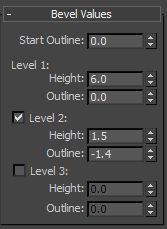 - Bevel Values
Start Outline: 0.0
Level 1:
Height: 6.0
Outline: 0.0
Level 2:
Height: 1.5
Outline: -1.4
Level 3:
Height: 0.0
Outline: 0.0